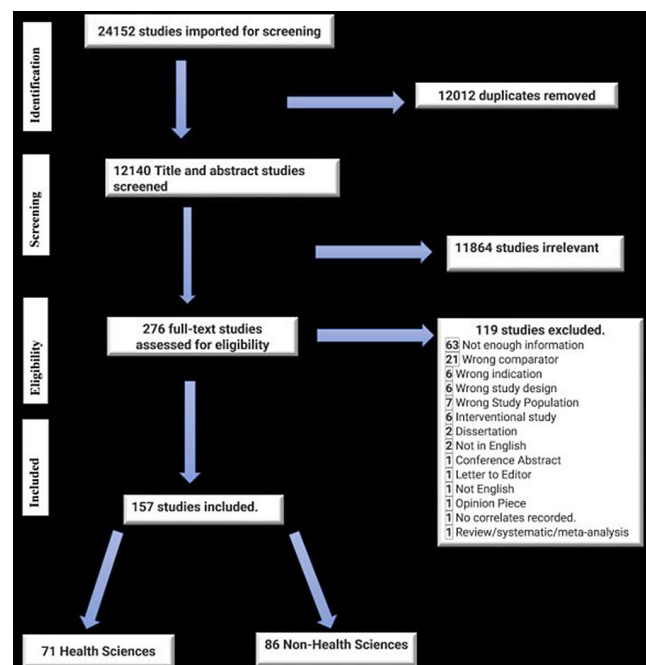 Identification
24152 studies imported for screening
12012 duplicates removed
Screening
12140 Title and abstract studies
screened
11864 studies irrelevant
Eligibility
276 full-text studies
assessed for eligibility
119 studies excluded.
63 Not enough information
21 Wrong comparator
6 Wrong indication
6 Wrong study design
7 Wrong Study Population
6 Interventional study
2 Dissertation
2 Not in English
1 Conference Abstract
1 Letter to Editor
1 Not English
1 Opinion Piece
1 No correlates recorded.
1 Review/systematic/meta-analysis
Included
157 studies included.
71 Health Sciences
86 Non-Health Sciences